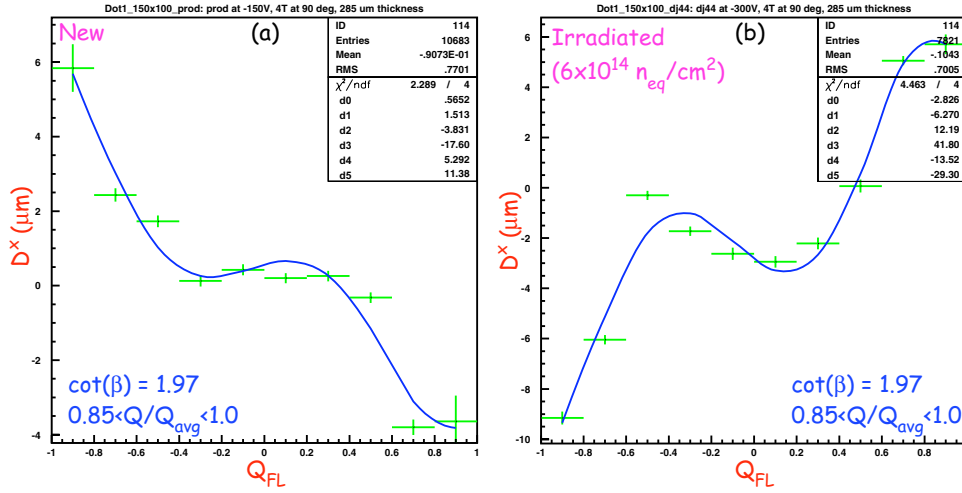 Dot1_150x100_prod: prod at -150V, 4T at 90 deg, 285 um thickness
New
(a)
ID 114
Entries 10683
Mean -.9073E-01
RMS .7701
χ²/ndf 2.289 / 4
d0 .5652
d1 1.513
d2 -3.831
d3 -17.60
d4 5.292
d5 11.38
6
4
2
0
-2
-4
Dˣ (μm)
cot(β) = 1.97
0.85<Q/Q_avg<1.0
-1 -0.8 -0.6 -0.4 -0.2 0 0.2 0.4 0.6 0.8 1
Q_FL
Dot1_150x100_dj44: dj44 at -300V, 4T at 90 deg, 285 um thickness
Irradiated
(6x10¹⁴ n_eq/cm²)
(b)
ID 114
Entries 7821
Mean -.1043
RMS .7005
χ²/ndf 4.463 / 4
d0 -2.826
d1 -6.270
d2 12.19
d3 41.80
d4 -13.52
d5 -29.30
6
4
2
0
-2
-4
-6
-8
-10
Dˣ (μm)
cot(β) = 1.97
0.85<Q/Q_avg<1.0
-1 -0.8 -0.6 -0.4 -0.2 0 0.2 0.4 0.6 0.8
Q_FL